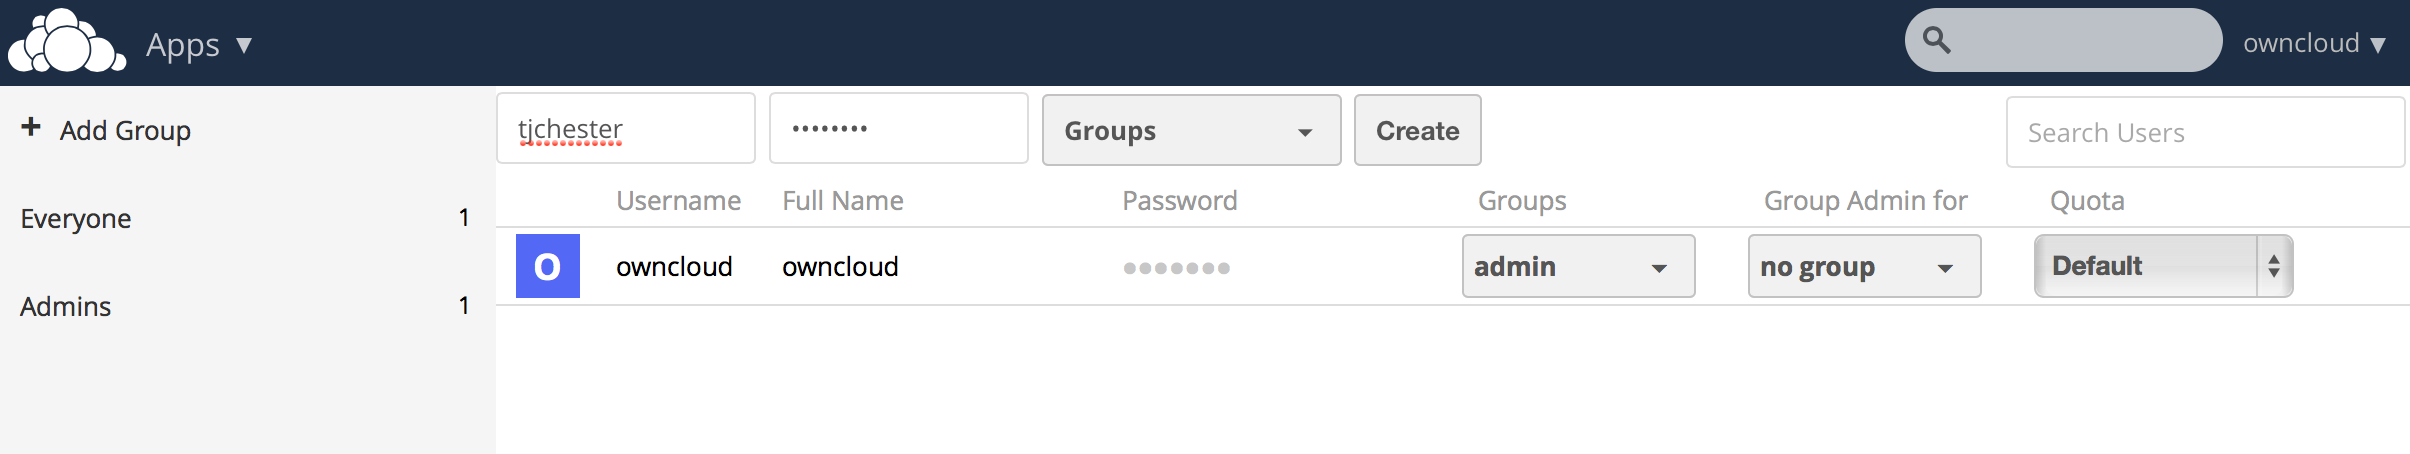 Apps ▼ owncloud ▼
+ Add Group
Everyone 1
Admins 1
tjchester •••••••• Groups Create Search Users
Username Full Name Password Groups Group Admin for Quota
O owncloud owncloud ●●●●●●● admin no group Default